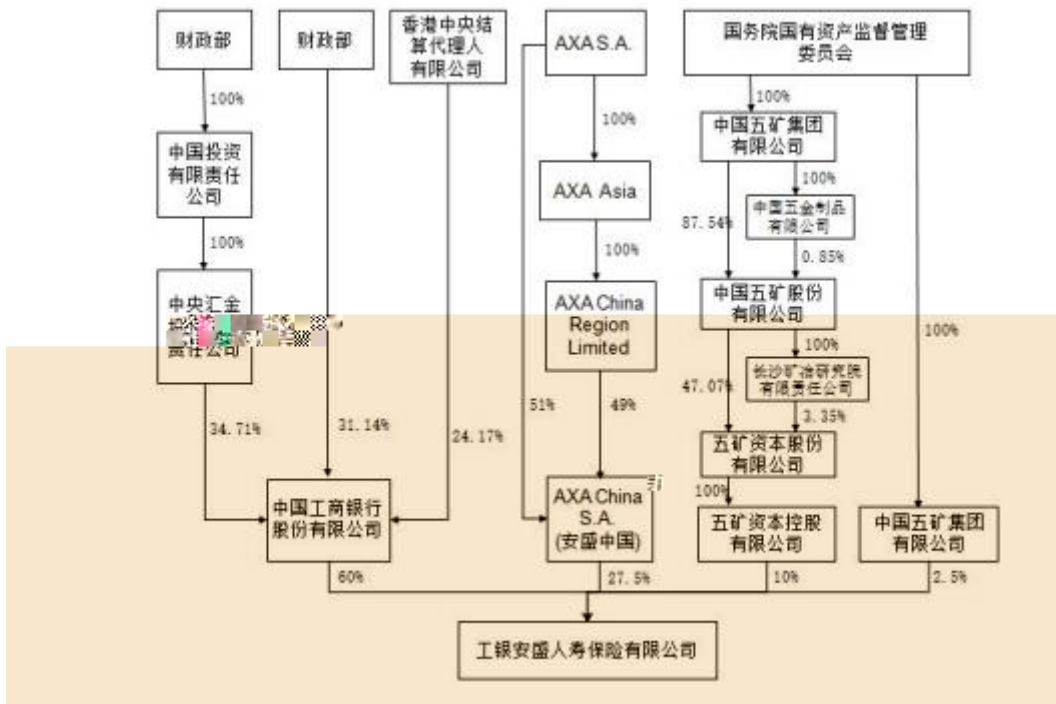 财政部
财政部
香港中央结
算代理人
有限公司
AXA S.A.
国务院国有资产监督管理
委员会
100%
100%
100%
中国投资
有限责任
公司
AXA Asia
中国五矿集团
有限公司
100%
中国五金制品
有限公司
87.54%
0.85%
100%
100%
中央汇金
责任公司
AXA China
Region
Limited
中国五矿股份
有限公司
100%
100%
长沙矿冶研究院
有限责任公司
47.07%
3.35%
34.71%
31.14%
24.17%
51%
49%
五矿资本股份
有限公司
100%
中国工商银行
股份有限公司
AXA China
S.A.
(安盛中国)
五矿资本控股
有限公司
中国五矿集团
有限公司
60%
27.5%
10%
2.5%
工银安盛人寿保险有限公司